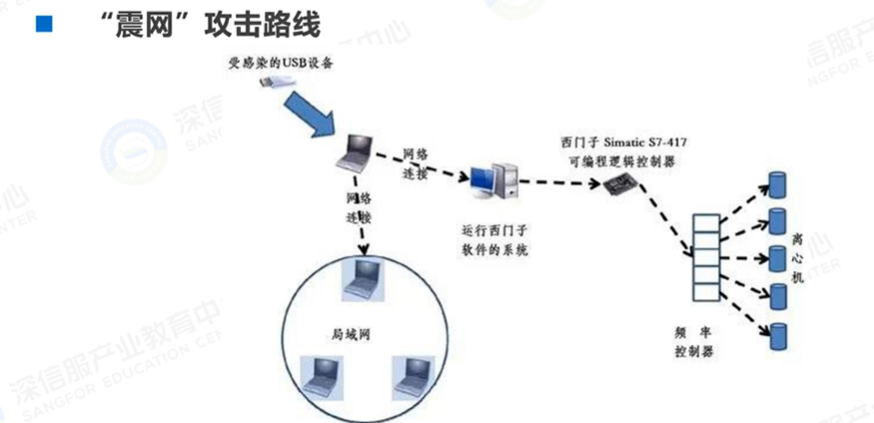 “震网”攻击路线
受感染的USB设备
网络
连接
网络
连接
西门子 Simatic S7-417
可编程逻辑控制器
运行西门子
软件的系统
局域网
离
心
机
频 率
控制器
深信服产业教育中心
SANGFOR EDUCATION CEN